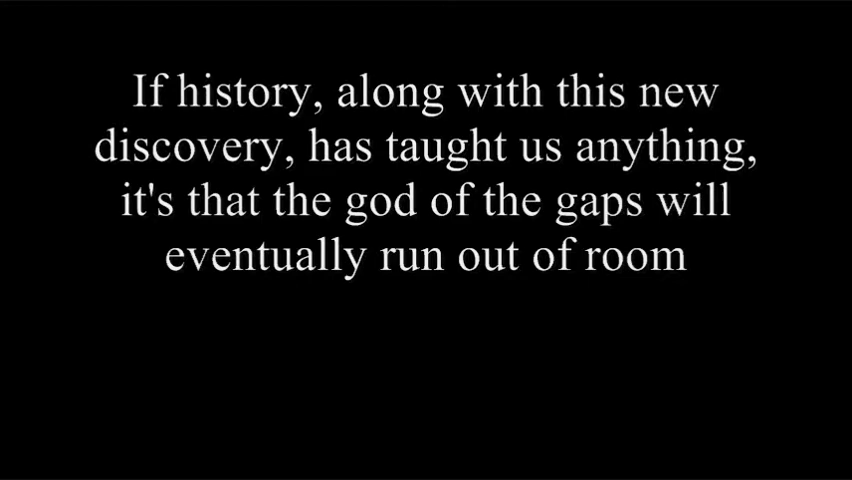 If history, along with this new
discovery, has taught us anything,
it's that the god of the gaps will
eventually run out of room